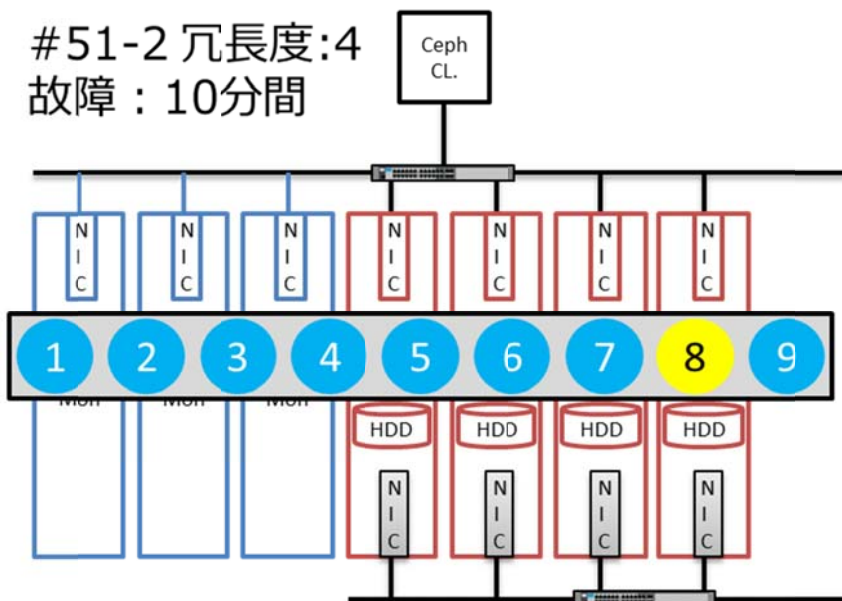 #51-2 冗長度:4
故障：10分間
Ceph
CL.
N I C
N I C
N I C
N I C
N I C
N I C
N I C
1 2 3 4 5 6 7 8 9
HDD HDD HDD HDD
N I C
N I C
N I C
N I C